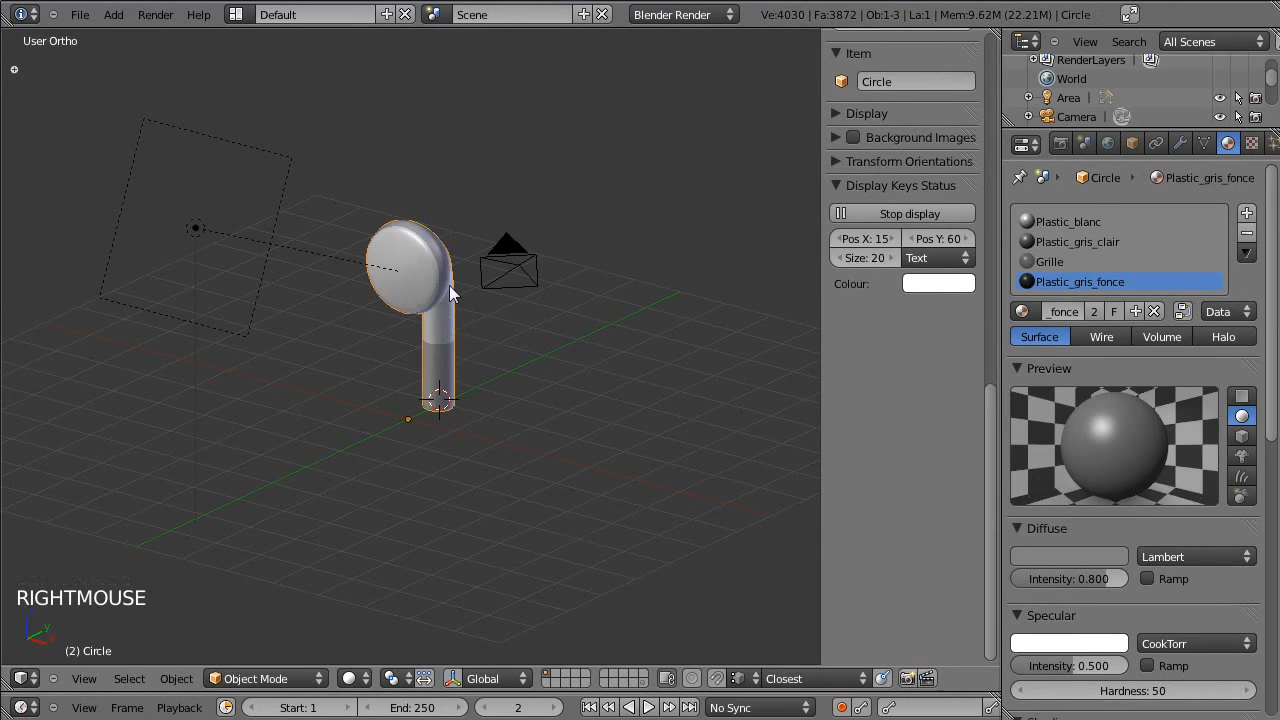 File Add Render Help Default Scene Blender Render Ve:4030 | Fa:3872 | Ob:1-3 | La:1 | Mem:9.62M (22.21M) | Circle
User Ortho
Item
Circle
Display
Background Images
Transform Orientations
Display Keys Status
Stop display
Pos X: 15 Pos Y: 60
Size: 20 Text
Colour:
View Search All Scenes
RenderLayers |
World
Area |
Camera |
Circle Plastic_gris_fonce
Plastic_blanc
Plastic_gris_clair
Grille
Plastic_gris_fonce
_fonce 2 F Data
Surface Wire Volume Halo
Preview
Diffuse
Lambert
Intensity: 0.800 Ramp
Specular
CookTorr
Intensity: 0.500 Ramp
Hardness: 50
RIGHTMOUSE
y
x
(2) Circle
View Select Object Object Mode Global Closest
View Frame Playback Start: 1 End: 250 2 No Sync